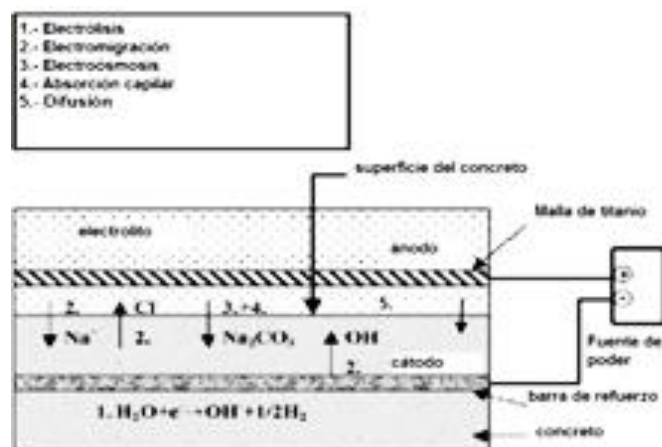 1.- Electrólisis
2.- Electromigración
3.- Electroósmosis
4.- Absorción capilar
5.- Difusión
superficie del concreto
Malla de titanio
electrolito
ánodo
2. Cl 3.+4. 5.
Na⁺ 2. Na₂CO₃ OH
2.
cátodo
Fuente de
poder
barra de refuerzo
1. H₂O+e⁻→OH⁻+1/2H₂
concreto